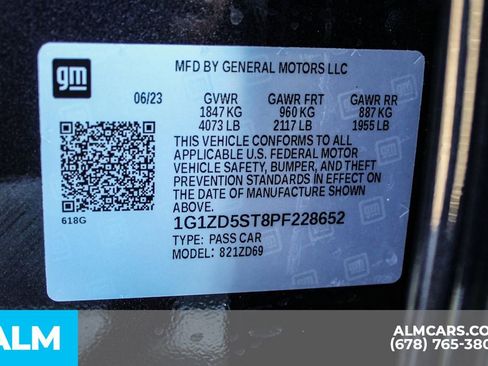 gm
MFD BY GENERAL MOTORS LLC
06/23 GVWR GAWR FRT GAWR RR
1847 KG 960 KG 887 KG
4073 LB 2117 LB 1955 LB
THIS VEHICLE CONFORMS TO ALL
APPLICABLE U.S. FEDERAL MOTOR
VEHICLE SAFETY, BUMPER, AND THEFT
PREVENTION STANDARDS IN EFFECT ON
THE DATE OF MANUFACTURE SHOWN
ABOVE.
618G
1G1ZD5ST8PF228652
TYPE: PASS CAR
MODEL: 821ZD69
ALM
ALMCARS.com
(678) 765-380